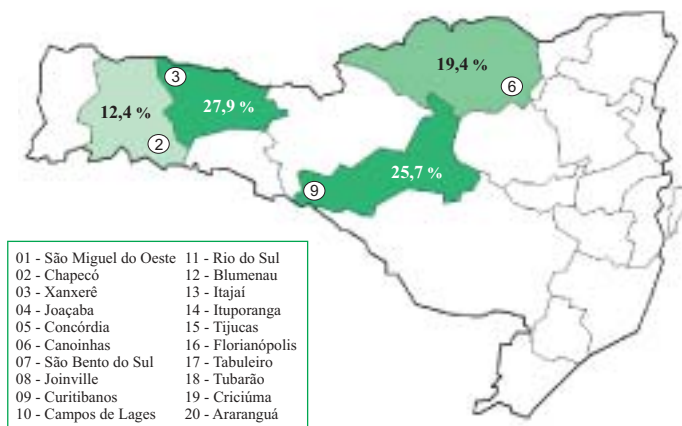 19,4 %
3
6
12,4 %
27,9 %
2
25,7 %
9
01 - São Miguel do Oeste
02 - Chapecó
03 - Xanxerê
04 - Joaçaba
05 - Concórdia
06 - Canoinhas
07 - São Bento do Sul
08 - Joinville
09 - Curitibanos
10 - Campos de Lages
11 - Rio do Sul
12 - Blumenau
13 - Itajaí
14 - Ituporanga
15 - Tijucas
16 - Florianópolis
17 - Tabuleiro
18 - Tubarão
19 - Criciúma
20 - Araranguá